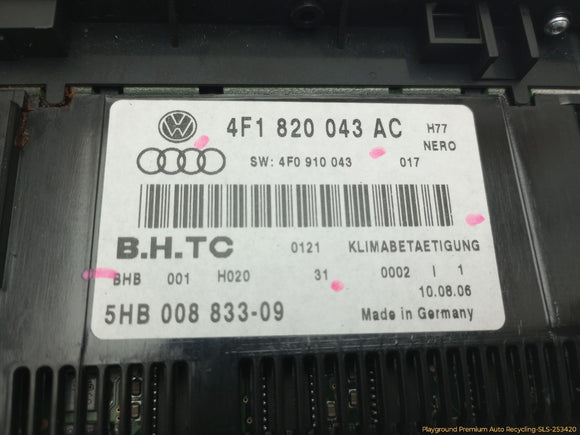 4F1 820 043 AC H77
NERO
SW: 4F0 910 043 017
B.H.TC 0121 KLIMABETAETIGUNG
BHB 001 H020 31 0002 I 1
10.08.06
5HB 008 833-09 Made in Germany
Playground Premium Auto Recycling-SLS-253420